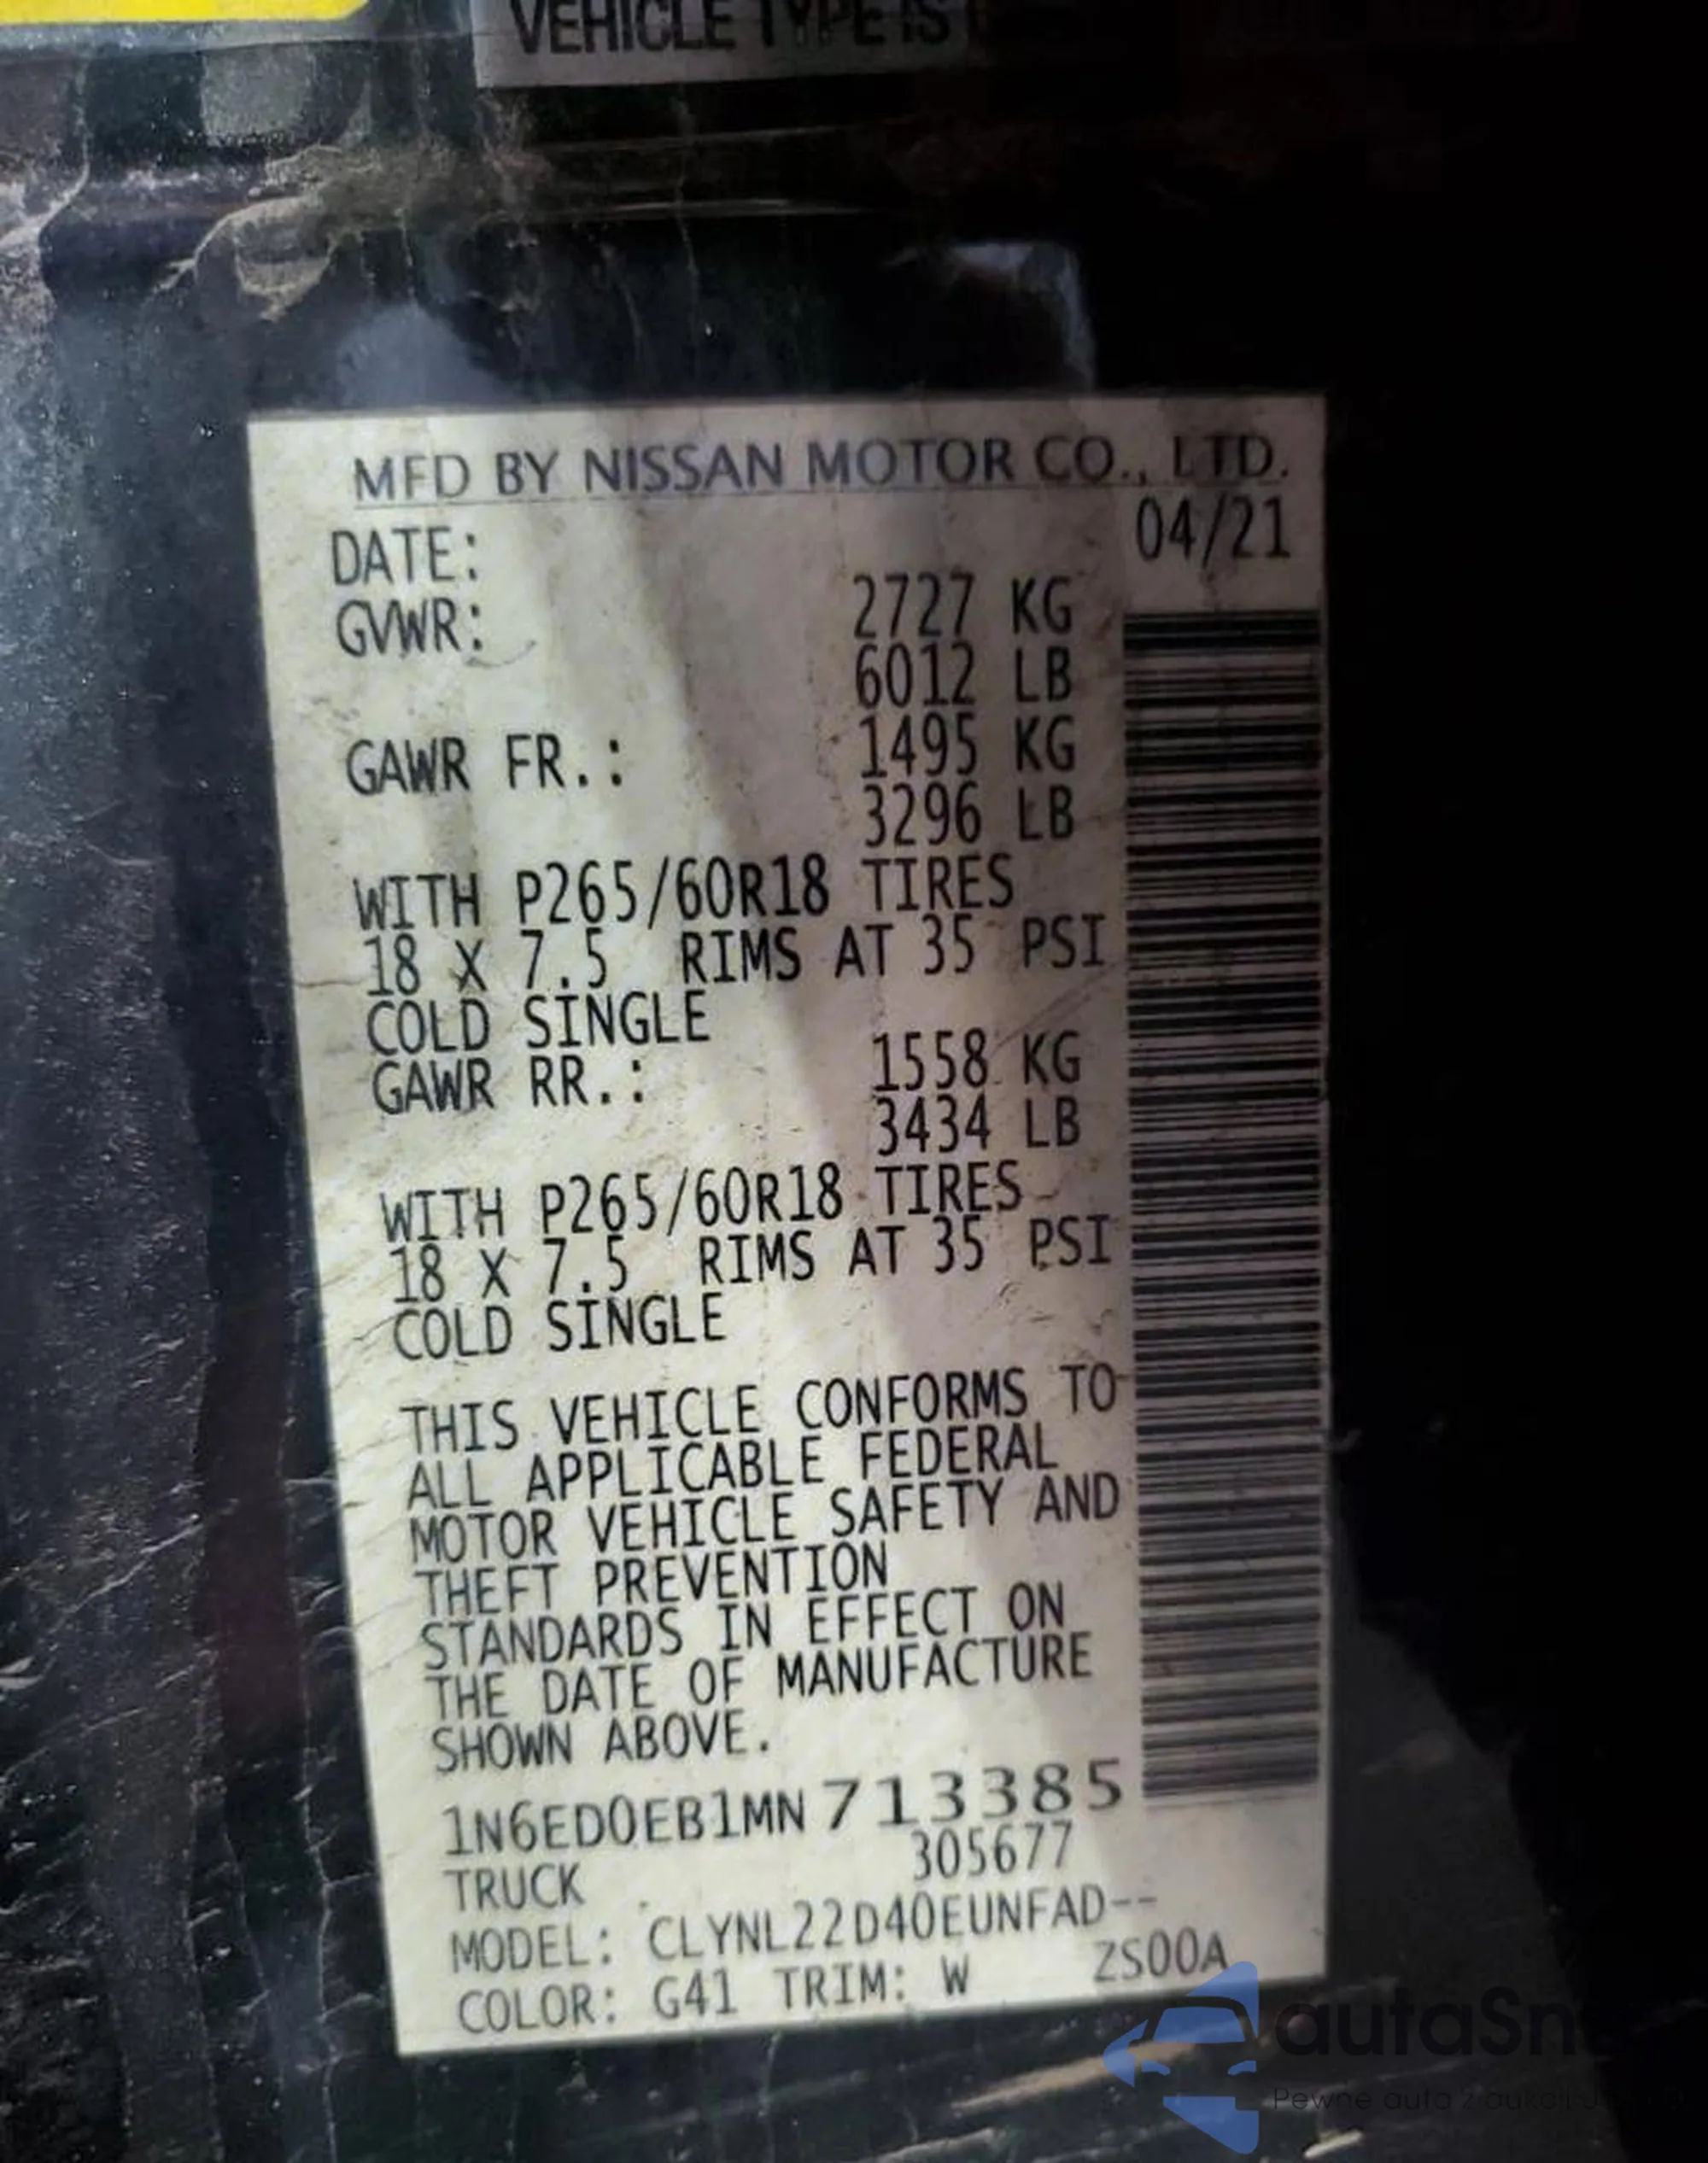 VEHICLE TYPE IS
MFD BY NISSAN MOTOR CO., LTD.
DATE: 04/21
GVWR: 2727 KG
6012 LB
GAWR FR.: 1495 KG
3296 LB
WITH P265/60R18 TIRES
18 X 7.5 RIMS AT 35 PSI
COLD SINGLE
GAWR RR.: 1558 KG
3434 LB
WITH P265/60R18 TIRES
18 X 7.5 RIMS AT 35 PSI
COLD SINGLE
THIS VEHICLE CONFORMS TO
ALL APPLICABLE FEDERAL
MOTOR VEHICLE SAFETY AND
THEFT PREVENTION
STANDARDS IN EFFECT ON
THE DATE OF MANUFACTURE
SHOWN ABOVE.
1N6ED0EB1MN713385
TRUCK 305677
MODEL: CLYNL22D40EUNFAD--
COLOR: G41 TRIM: W ZS00A
Pewne auta z aukcji